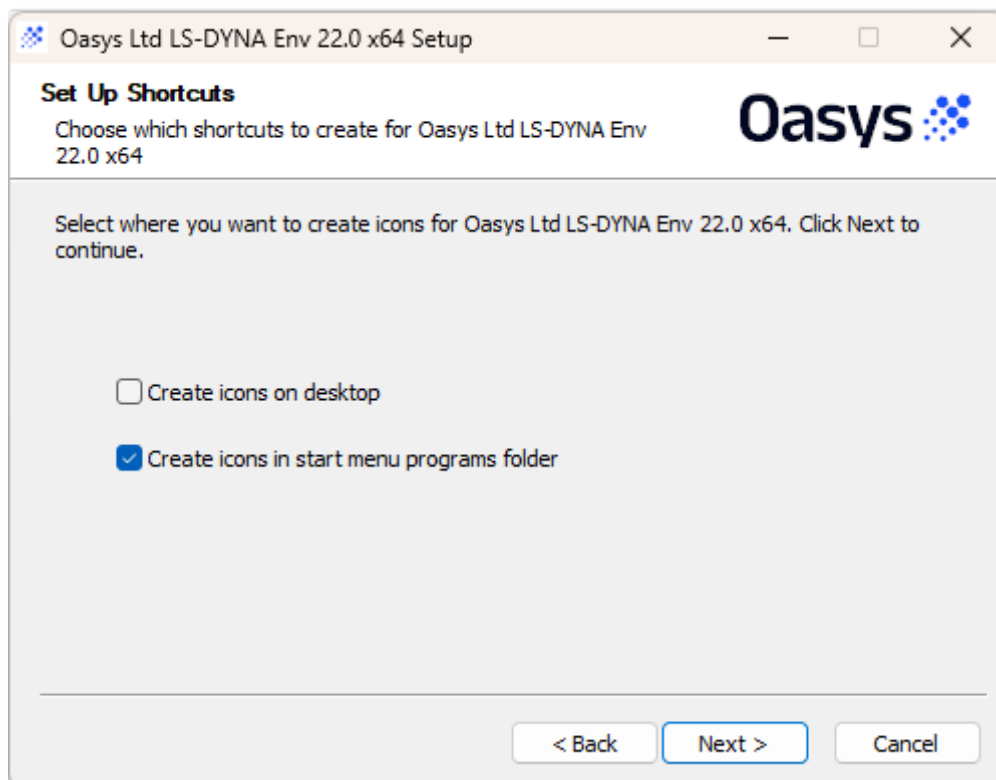 Oasys Ltd LS-DYNA Env 22.0 x64 Setup
Set Up Shortcuts
Choose which shortcuts to create for Oasys Ltd LS-DYNA Env
22.0 x64
Oasys
Select where you want to create icons for Oasys Ltd LS-DYNA Env 22.0 x64. Click Next to
continue.
Create icons on desktop
Create icons in start menu programs folder
< Back
Next >
Cancel